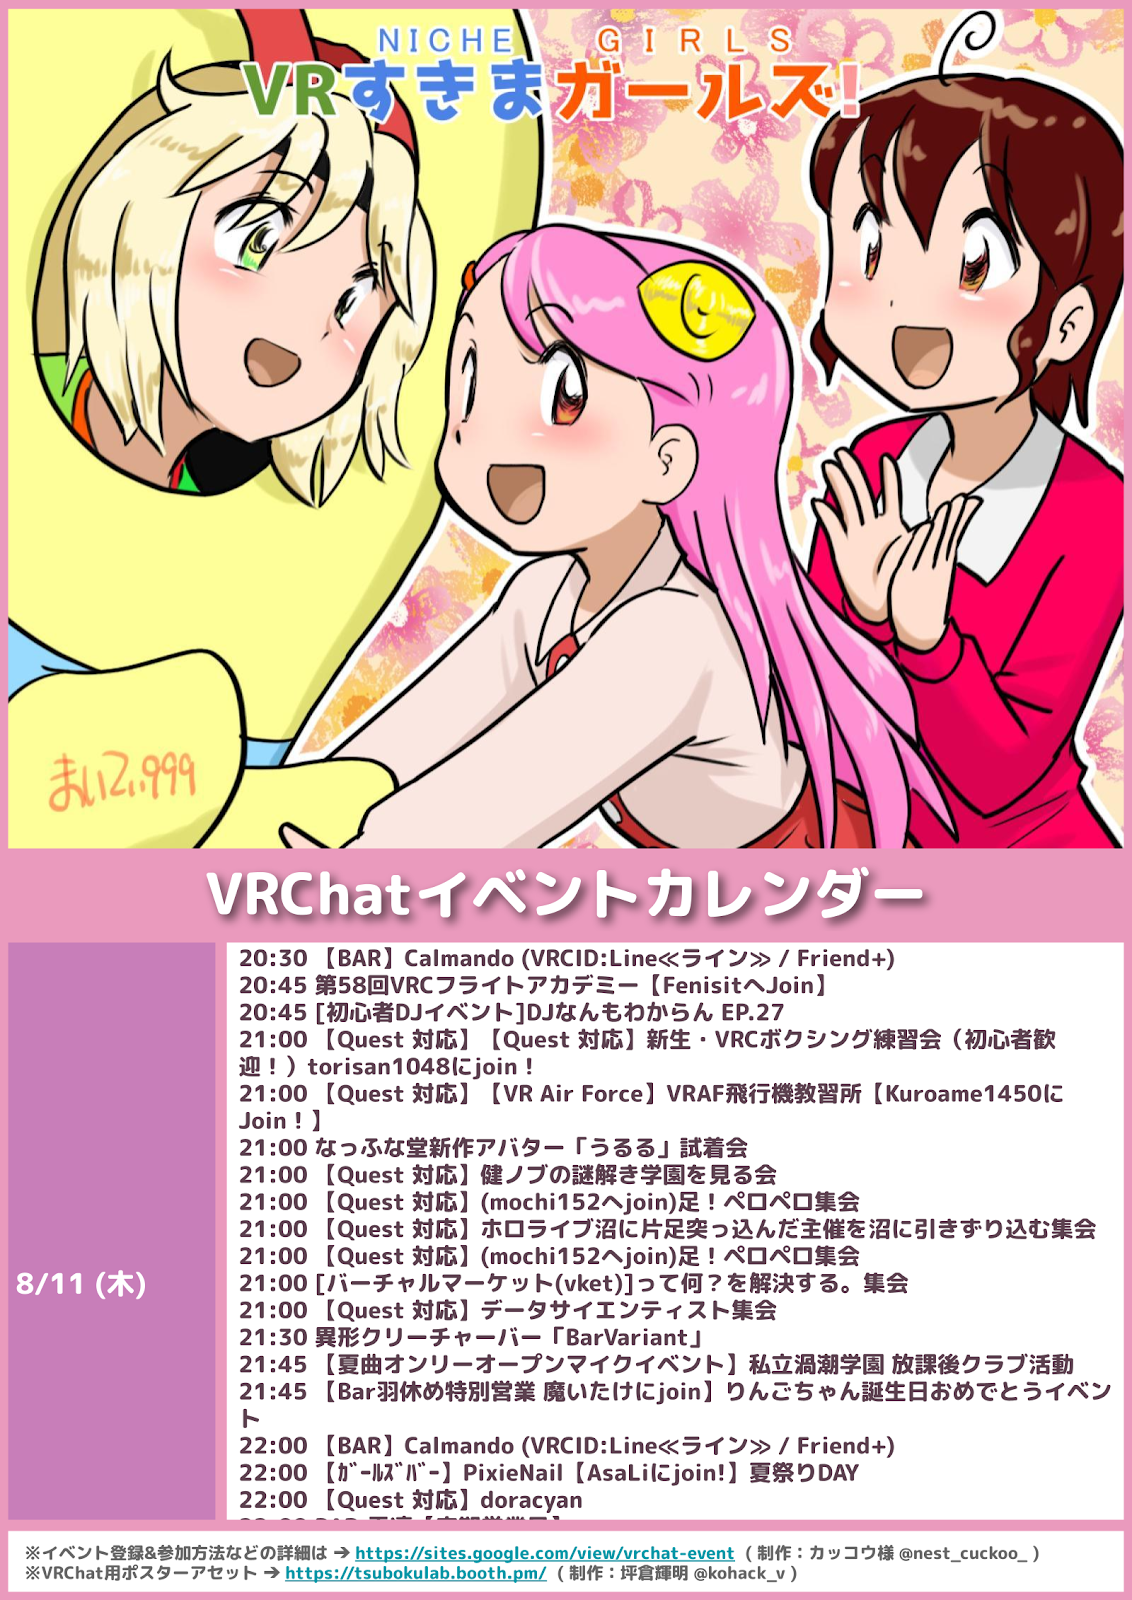 NICHE GIRLS
VRすきまガールズ!
まいてぃ999
VRChatイベントカレンダー
8/11 (木)
20:30 【BAR】Calmando (VRCID:Line≪ライン≫ / Friend+)
20:45 第58回VRCフライトアカデミー【FenisitへJoin】
20:45 [初心者DJイベント]DJなんもわからん EP.27
21:00 【Quest 対応】【Quest 対応】新生・VRCボクシング練習会（初心者歓
迎！）torisan1048にjoin！
21:00 【Quest 対応】【VR Air Force】VRAF飛行機教習所【Kuroame1450に
Join！】
21:00 なっふな堂新作アバター「うるる」試着会
21:00 【Quest 対応】健ノブの謎解き学園を見る会
21:00 【Quest 対応】(mochi152へjoin)足！ペロペロ集会
21:00 【Quest 対応】ホロライブ沼に片足突っ込んだ主催を沼に引きずり込む集会
21:00 【Quest 対応】(mochi152へjoin)足！ペロペロ集会
21:00 [バーチャルマーケット(vket)]って何？を解決する。集会
21:00 【Quest 対応】データサイエンティスト集会
21:30 異形クリーチャーバー「BarVariant」
21:45 【夏曲オンリーオープンマイクイベント】私立渦潮学園 放課後クラブ活動
21:45 【Bar羽休め特別営業 魔いたけにjoin】りんごちゃん誕生日おめでとうイベン
ト
22:00 【BAR】Calmando (VRCID:Line≪ライン≫ / Friend+)
22:00 【ｶﾞｰﾙｽﾞﾊﾞｰ】PixieNail【AsaLiにjoin!】夏祭りDAY
22:00 【Quest 対応】doracyan
※イベント登録&参加方法などの詳細は ➔ https://sites.google.com/view/vrchat-event （制作：カッコウ様 @nest_cuckoo_）
※VRChat用ポスターアセット ➔ https://tsubokulab.booth.pm/ （制作：坪倉輝明 @kohack_v）